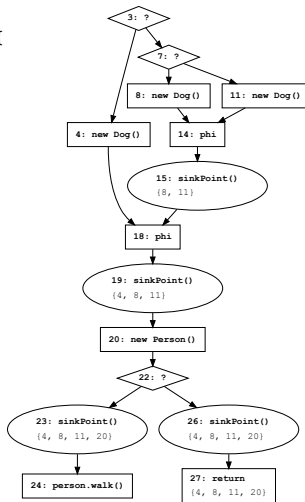 3: ?
7: ?
8: new Dog()
11: new Dog()
4: new Dog()
14: phi
15: sinkPoint()
{8, 11}
18: phi
19: sinkPoint()
{4, 8, 11}
20: new Person()
22: ?
23: sinkPoint()
{4, 8, 11, 20}
26: sinkPoint()
{4, 8, 11, 20}
24: person.walk()
27: return
{4, 8, 11, 20}